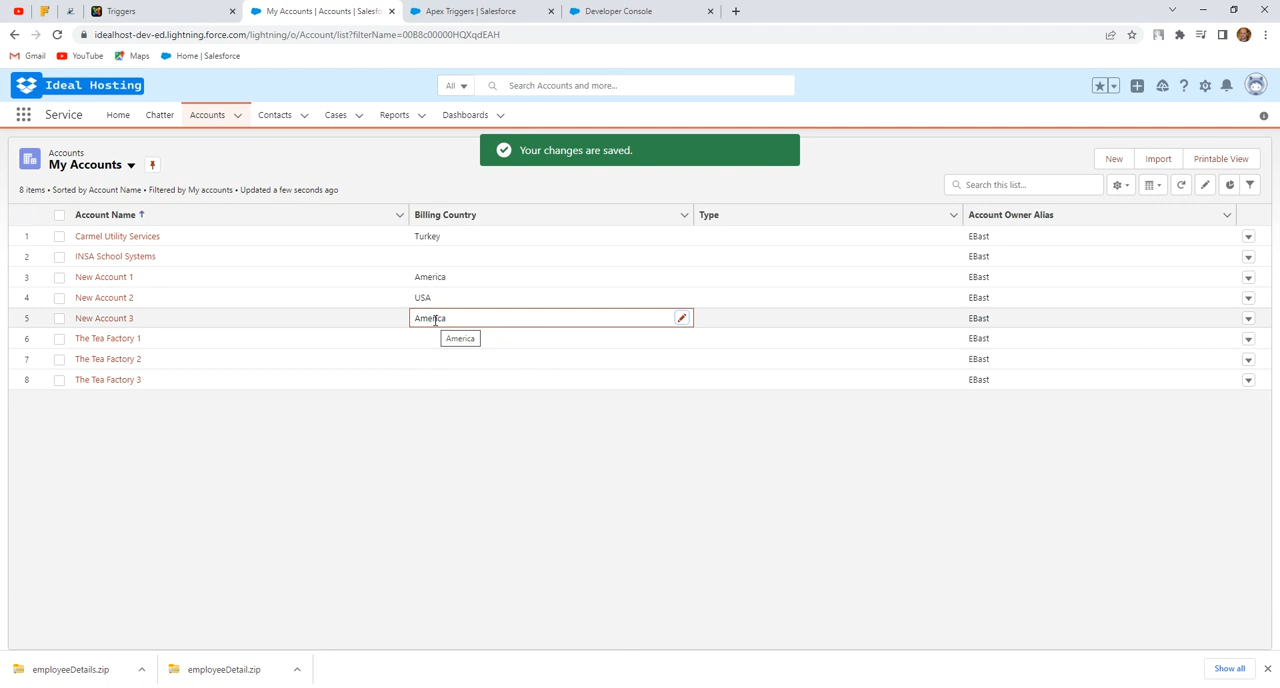 Triggers
My Accounts | Accounts | Salesfo
Apex Triggers | Salesforce
Developer Console
idealhost-dev-ed.lightning.force.com/lightning/o/Account/list?filterName=00B8c00000HQXqdEAH
Gmail YouTube Maps Home | Salesforce
Ideal Hosting
All Search Accounts and more...
Service Home Chatter Accounts Contacts Cases Reports Dashboards
Your changes are saved.
Accounts
My Accounts
New Import Printable View
8 items • Sorted by Account Name • Filtered by My accounts • Updated a few seconds ago
Search this list...
Account Name Billing Country Type Account Owner Alias
1 Carmel Utility Services Turkey EBast
2 INSA School Systems EBast
3 New Account 1 America EBast
4 New Account 2 USA EBast
5 New Account 3 America EBast
America
6 The Tea Factory 1 EBast
7 The Tea Factory 2 EBast
8 The Tea Factory 3 EBast
employeeDetails.zip employeeDetail.zip Show all